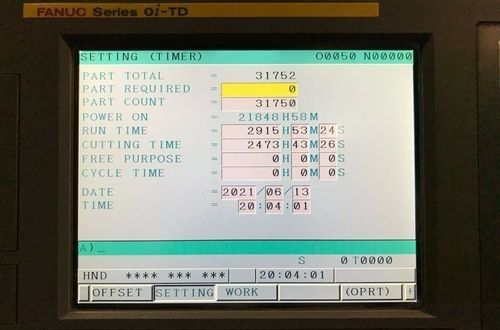 FANUC Series 0i-TD
SETTING (TIMER) O0050 N00000
PART TOTAL = 31752
PART REQUIRED = 0
PART COUNT = 31750
POWER ON = 21848H58M
RUN TIME = 2915H53M24S
CUTTING TIME = 2473H43M26S
FREE PURPOSE = 0H 0M 0S
CYCLE TIME = 0H 0M 0S
DATE = 2021/06/13
TIME = 20:04:01
A)_
S 0 T0000
HND **** *** *** 20:04:01
OFFSET SETTING WORK (OPRT) +